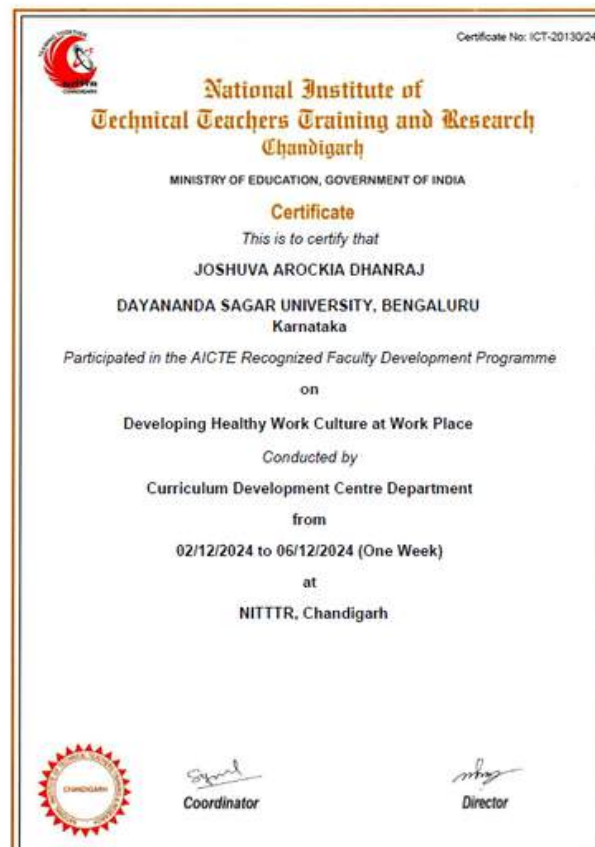 Certificate No: ICT-20130/24
NITTTR
CHANDIGARH
National Institute of
Technical Teachers Training and Research
Chandigarh
MINISTRY OF EDUCATION, GOVERNMENT OF INDIA
Certificate
This is to certify that
JOSHUVA AROCKIA DHANRAJ
DAYANANDA SAGAR UNIVERSITY, BENGALURU
Karnataka
Participated in the AICTE Recognized Faculty Development Programme
on
Developing Healthy Work Culture at Work Place
Conducted by
Curriculum Development Centre Department
from
02/12/2024 to 06/12/2024 (One Week)
at
NITTTR, Chandigarh
CHANDIGARH
Coordinator
Director